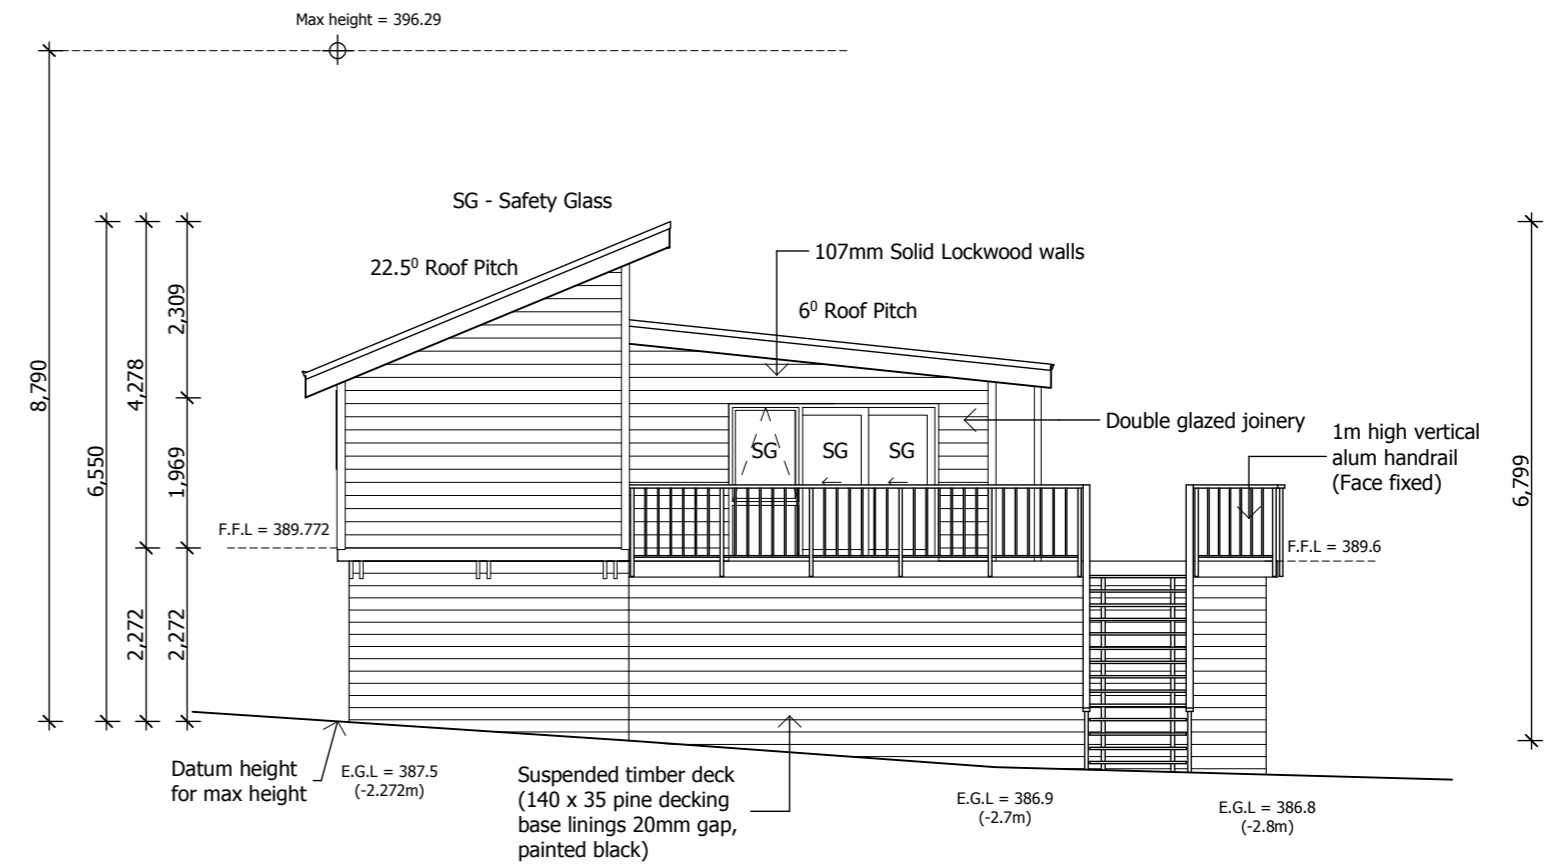 Max height = 396.29
SG - Safety Glass
22.5⁰ Roof Pitch
107mm Solid Lockwood walls
6⁰ Roof Pitch
2,309
8,790
4,278
6,550
1,969
Double glazed joinery
1m high vertical
alum handrail
(Face fixed)
SG
SG
SG
6,799
F.F.L = 389.772
F.F.L = 389.6
2,272
2,272
Datum height
for max height
E.G.L = 387.5
(-2.272m)
Suspended timber deck
(140 x 35 pine decking
base linings 20mm gap,
painted black)
E.G.L = 386.9
(-2.7m)
E.G.L = 386.8
(-2.8m)